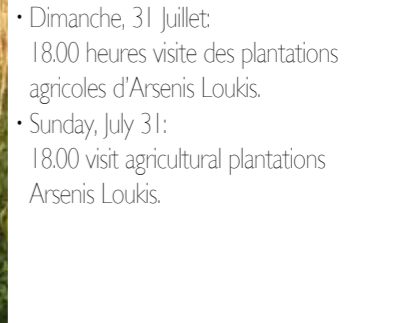 • Dimanche, 31 Juillet:
18.00 heures visite des plantations
agricoles d'Arsenis Loukis.
• Sunday, July 31:
18.00 visit agricultural plantations
Arsenis Loukis.